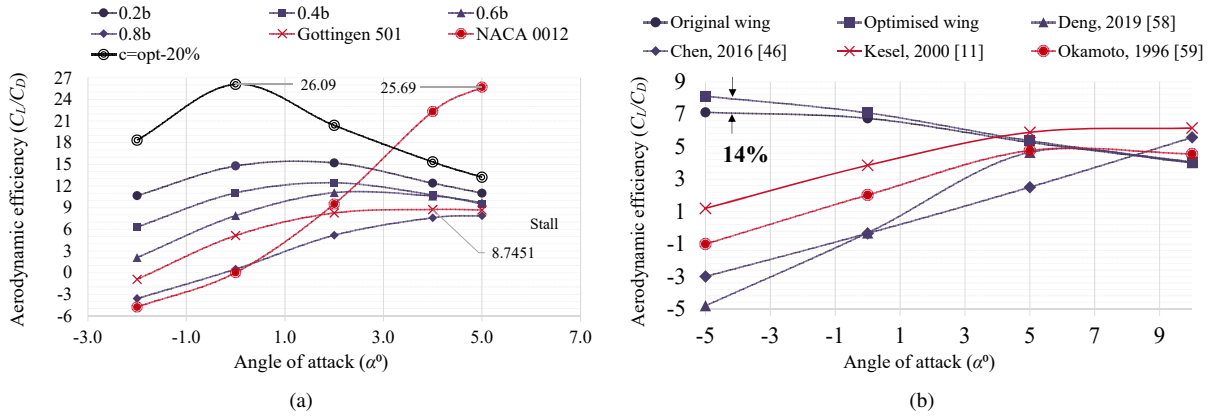 (a)
0.2b 0.4b 0.6b
0.8b Gottingen 501 NACA 0012
c=opt-20%
Aerodynamic efficiency (CL/CD)
27
24
21
18
15
12
9
6
3
0
-3
-6
26.09
25.69
Stall
8.7451
-3.0 -1.0 1.0 3.0 5.0 7.0
Angle of attack (αº)
(a)
(b)
Original wing Optimised wing Deng, 2019 [58]
Chen, 2016 [46] Kesel, 2000 [11] Okamoto, 1996 [59]
Aerodynamic efficiency (CL/CD)
9
7
5
3
1
-1
-3
-5
14%
-5 -3 -1 1 3 5 7 9
Angle of attack (αº)
(b)